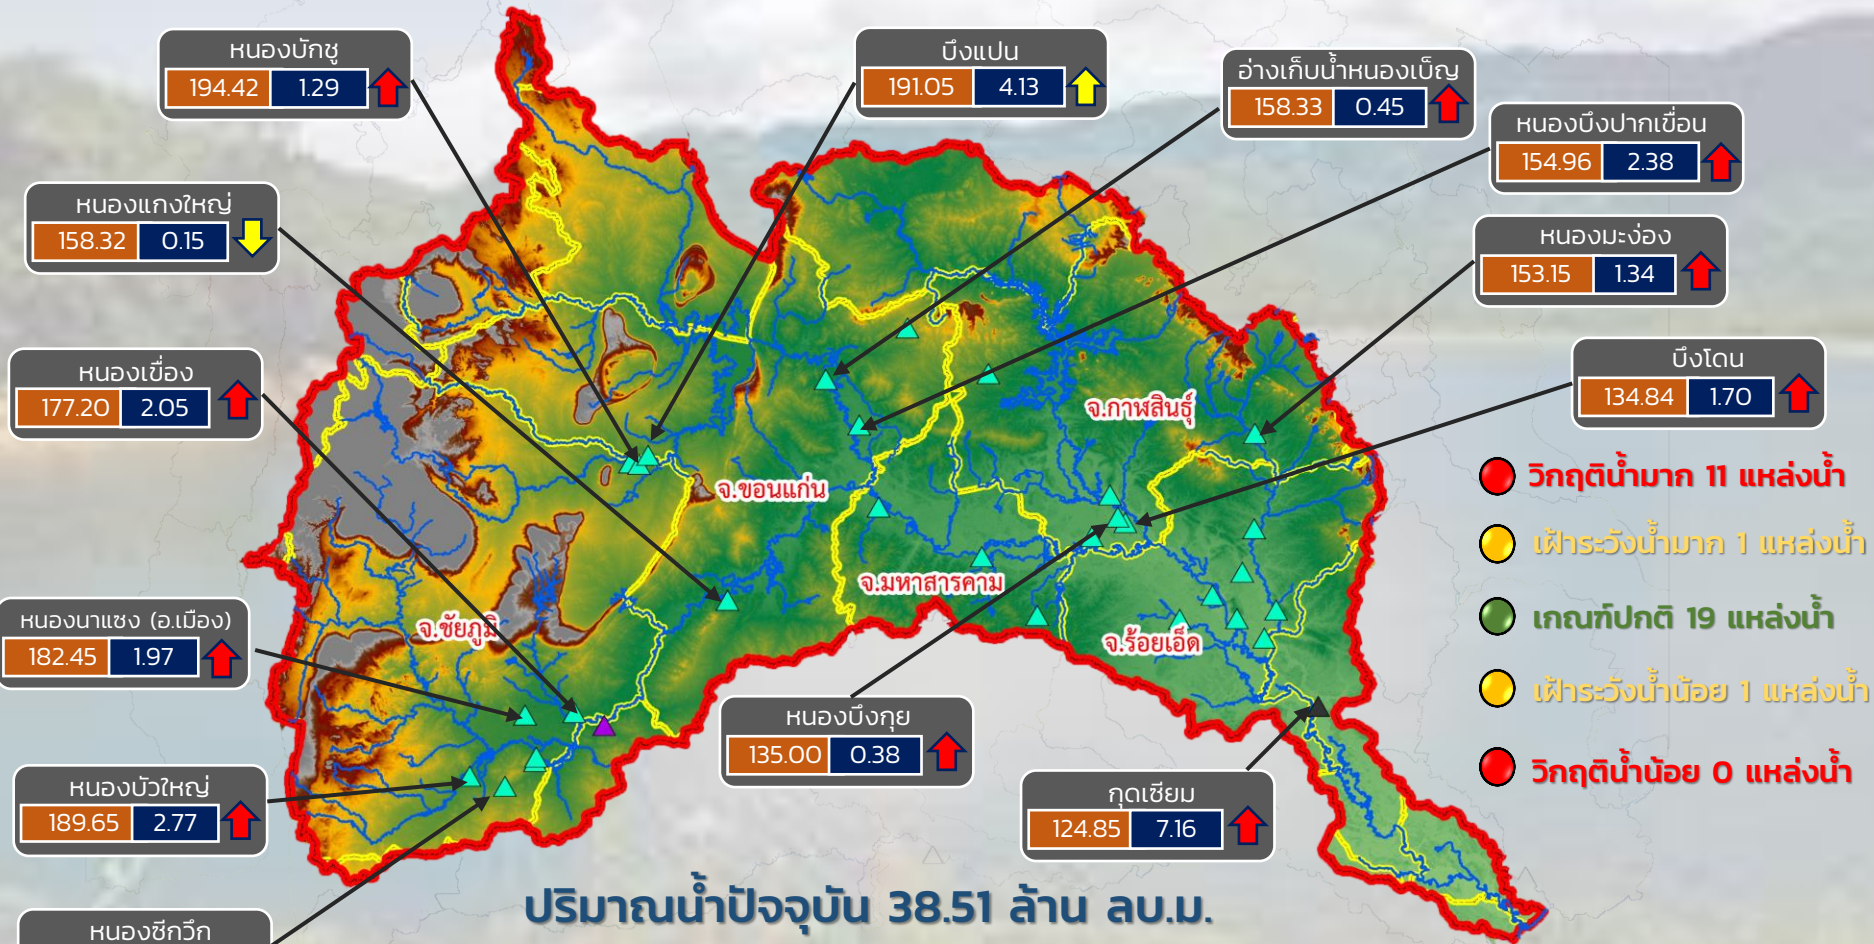 หนองบักชู
194.42 1.29
บึงแปน
191.05 4.13
อ่างเก็บน้ำหนองเบ็ญ
158.33 0.45
หนองบึงปากเขื่อน
154.96 2.38
หนองแกงใหญ่
158.32 0.15
หนองมะง่อง
153.15 1.34
หนองเขื่อง
177.20 2.05
บึงโดน
134.84 1.70
จ.กาฬสินธุ์
จ.ขอนแก่น
จ.มหาสารคาม
จ.ชัยภูมิ
จ.ร้อยเอ็ด
วิกฤติน้ำมาก 11 แหล่งน้ำ
เฝ้าระวังน้ำมาก 1 แหล่งน้ำ
เกณฑ์ปกติ 19 แหล่งน้ำ
เฝ้าระวังน้ำน้อย 1 แหล่งน้ำ
วิกฤติน้ำน้อย 0 แหล่งน้ำ
หนองนาแซง (อ.เมือง)
182.45 1.97
หนองบึงกุย
135.00 0.38
หนองบัวใหญ่
189.65 2.77
กุดเชียม
124.85 7.16
ปริมาณน้ำปัจจุบัน 38.51 ล้าน ลบ.ม.
หนองซีกวึก